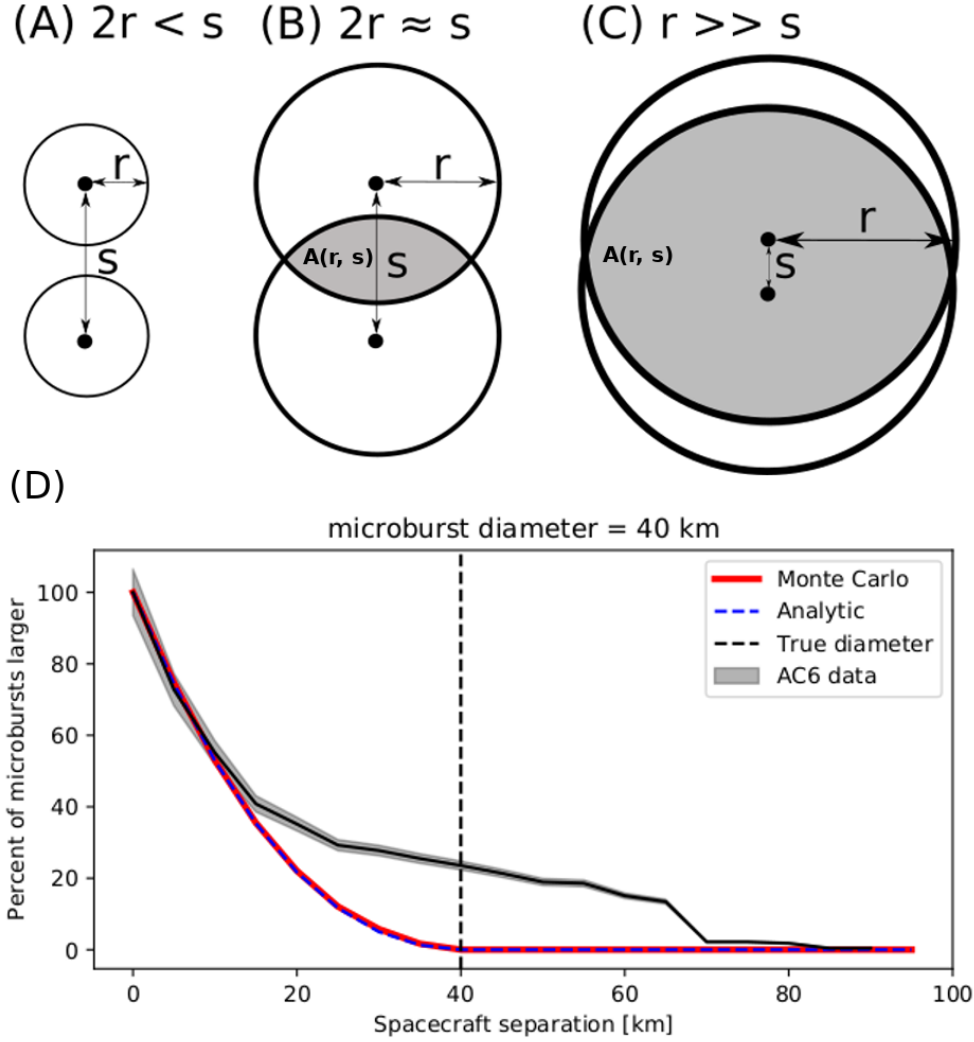 (A) 2r < s (B) 2r ≈ s (C) r >> s
r
s
r
A(r, s)
s
r
A(r, s)
s
(D)
microburst diameter = 40 km
Percent of microbursts larger
100
80
60
40
20
0
Monte Carlo
Analytic
True diameter
AC6 data
0 20 40 60 80 100
Spacecraft separation [km]